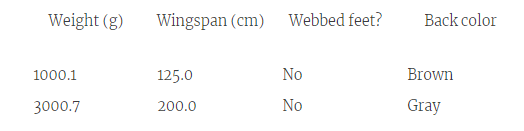 Weight (g) Wingspan (cm) Webbed feet? Back color
1000.1 125.0 No Brown
3000.7 200.0 No Gray